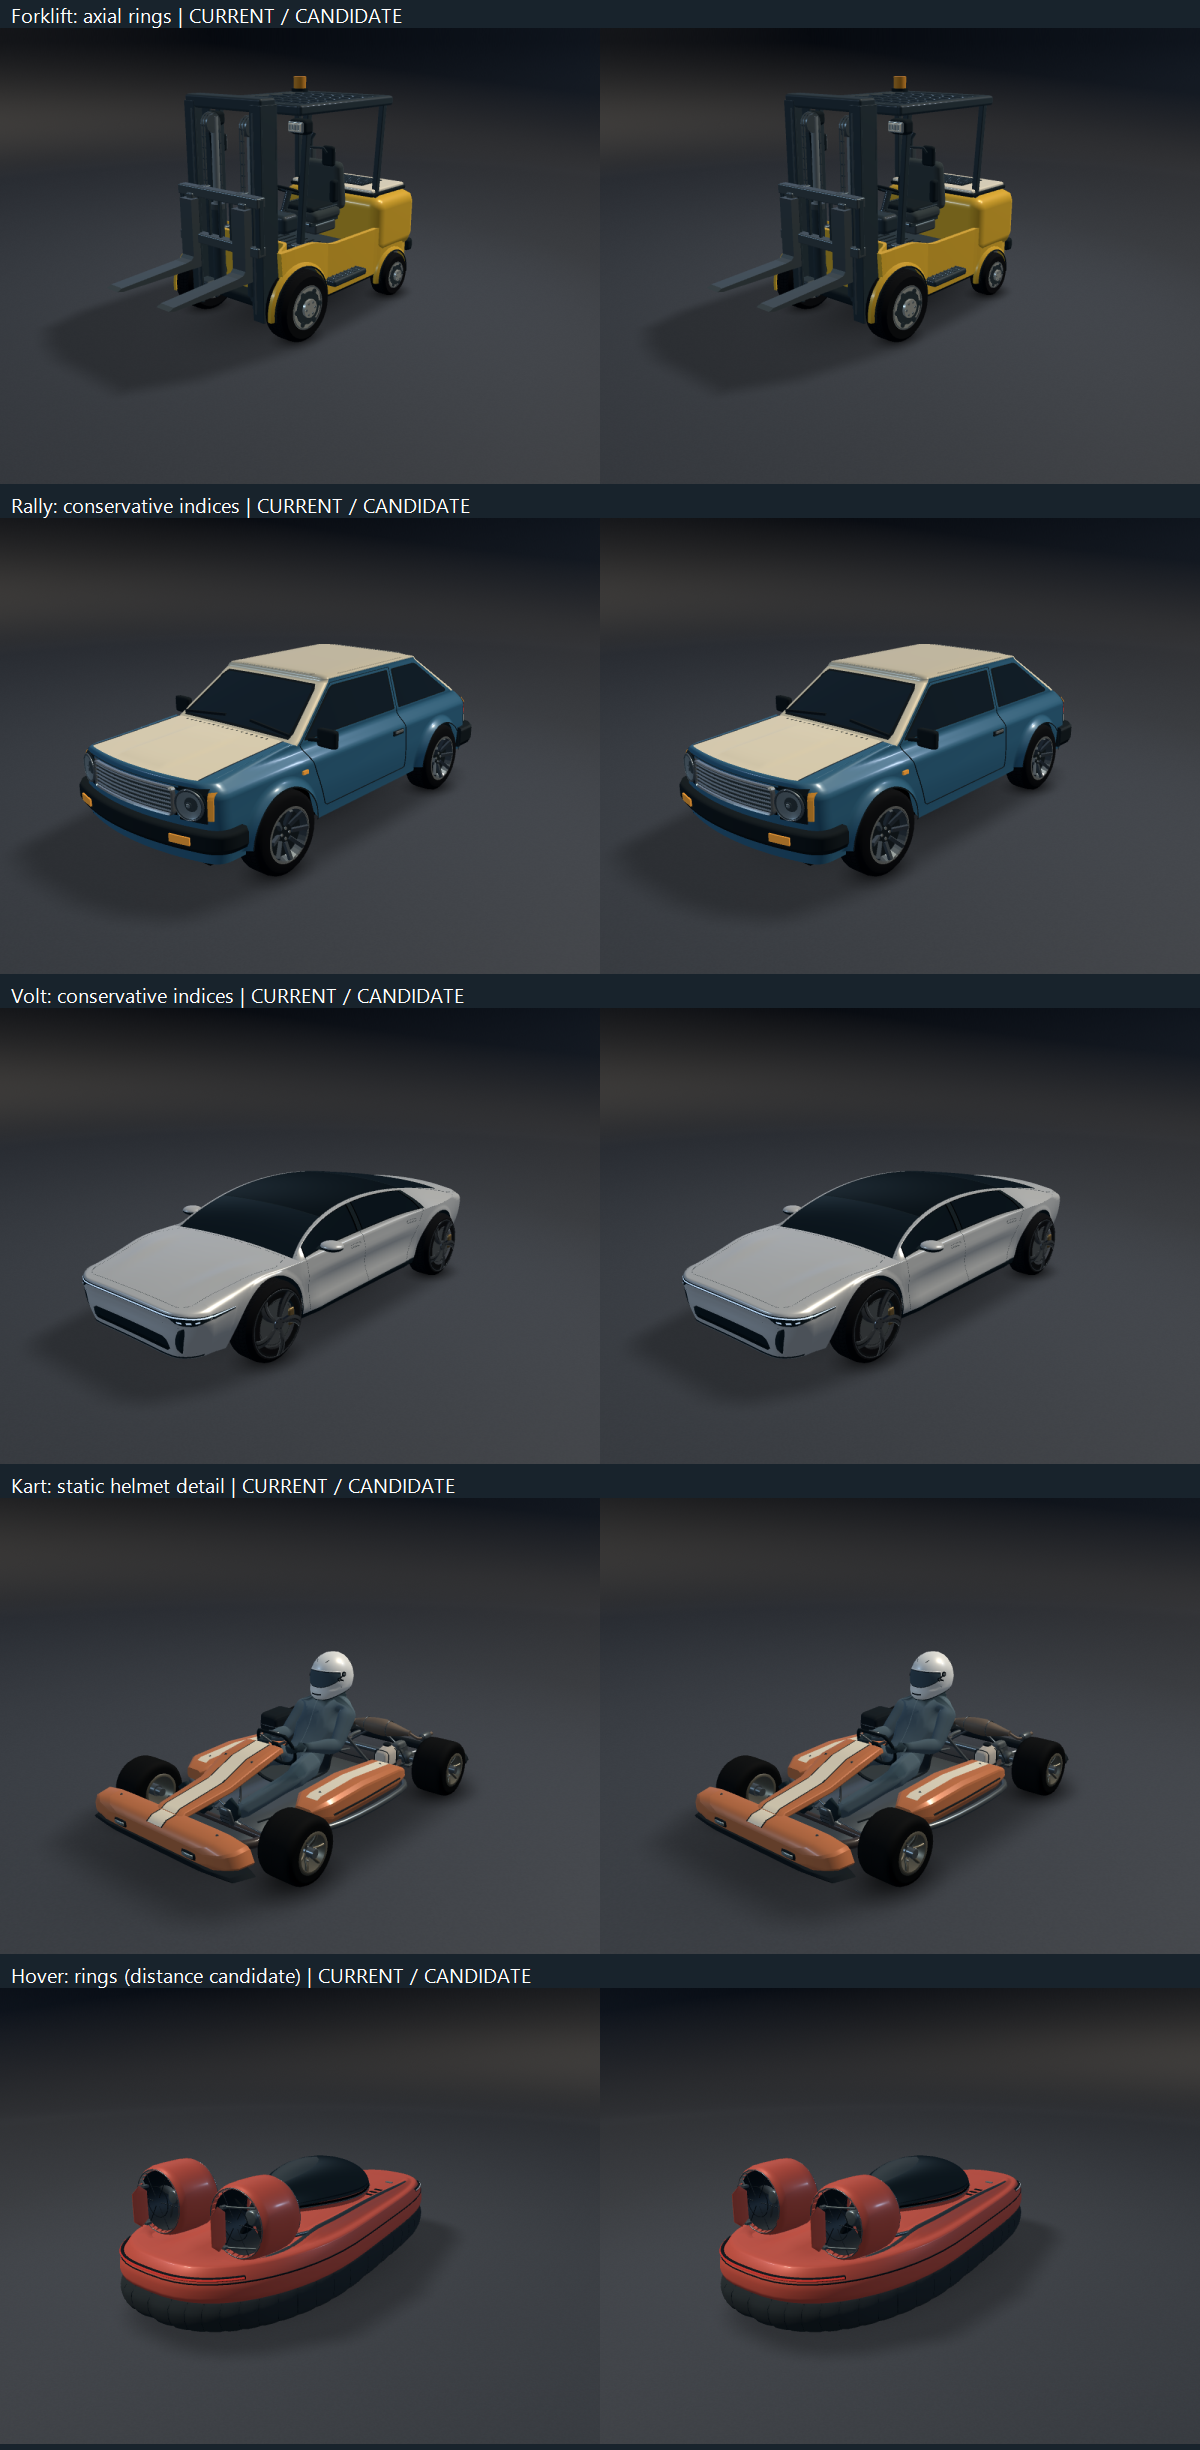 Forklift: axial rings | CURRENT / CANDIDATE
Rally: conservative indices | CURRENT / CANDIDATE
Volt: conservative indices | CURRENT / CANDIDATE
Kart: static helmet detail | CURRENT / CANDIDATE
Hover: rings (distance candidate) | CURRENT / CANDIDATE